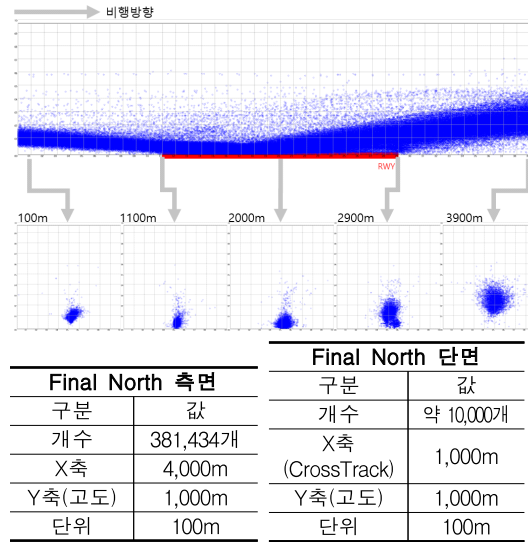 비행방향
RWY
100m 1100m 2000m 2900m 3900m
Final North 측면
구분 값
개수 381,434개
X축 4,000m
Y축(고도) 1,000m
단위 100m
Final North 단면
구분 값
개수 약 10,000개
X축
(CrossTrack) 1,000m
Y축(고도) 1,000m
단위 100m